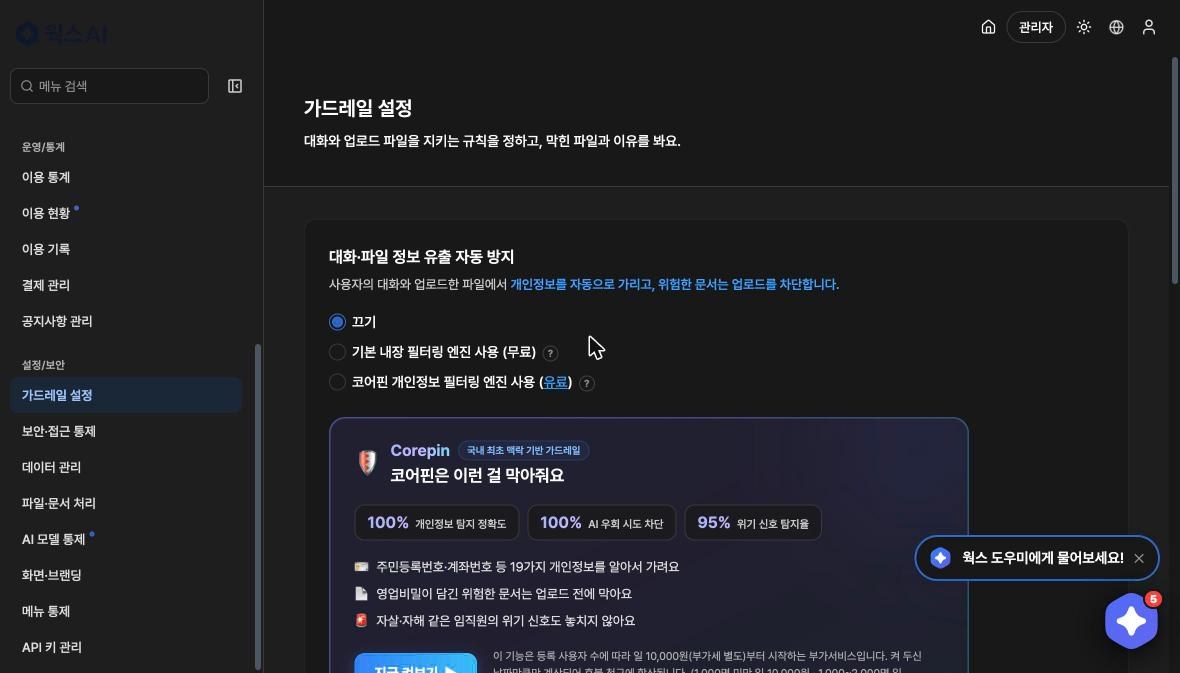 웍스AI
관리자
메뉴 검색
운영/통계
이용 통계
이용 현황
이용 기록
결제 관리
공지사항 관리
설정/보안
가드레일 설정
보안·접근 통제
데이터 관리
파일·문서 처리
AI 모델 통제
화면·브랜딩
메뉴 통제
API 키 관리
가드레일 설정
대화와 업로드 파일을 지키는 규칙을 정하고, 막힌 파일과 이유를 봐요.
대화·파일 정보 유출 자동 방지
사용자의 대화와 업로드한 파일에서 개인정보를 자동으로 가리고, 위험한 문서는 업로드를 차단합니다.
끄기
기본 내장 필터링 엔진 사용 (무료) ?
코어핀 개인정보 필터링 엔진 사용 (유료) ?
Corepin 국내 최초 맥락 기반 가드레일
코어핀은 이런 걸 막아줘요
100% 개인정보 탐지 정확도 100% AI 우회 시도 차단 95% 위기 신호 탐지율
주민등록번호·계좌번호 등 19가지 개인정보를 알아서 가려요
영업비밀이 담긴 위험한 문서는 업로드 전에 막아요
자살·자해 같은 임직원의 위기 신호도 놓치지 않아요
이 기능은 등록 사용자 수에 따라 일 10,000원(부가세 별도)부터 시작하는 부가서비스입니다. 켜 두신
웍스 도우미에게 물어보세요!
5